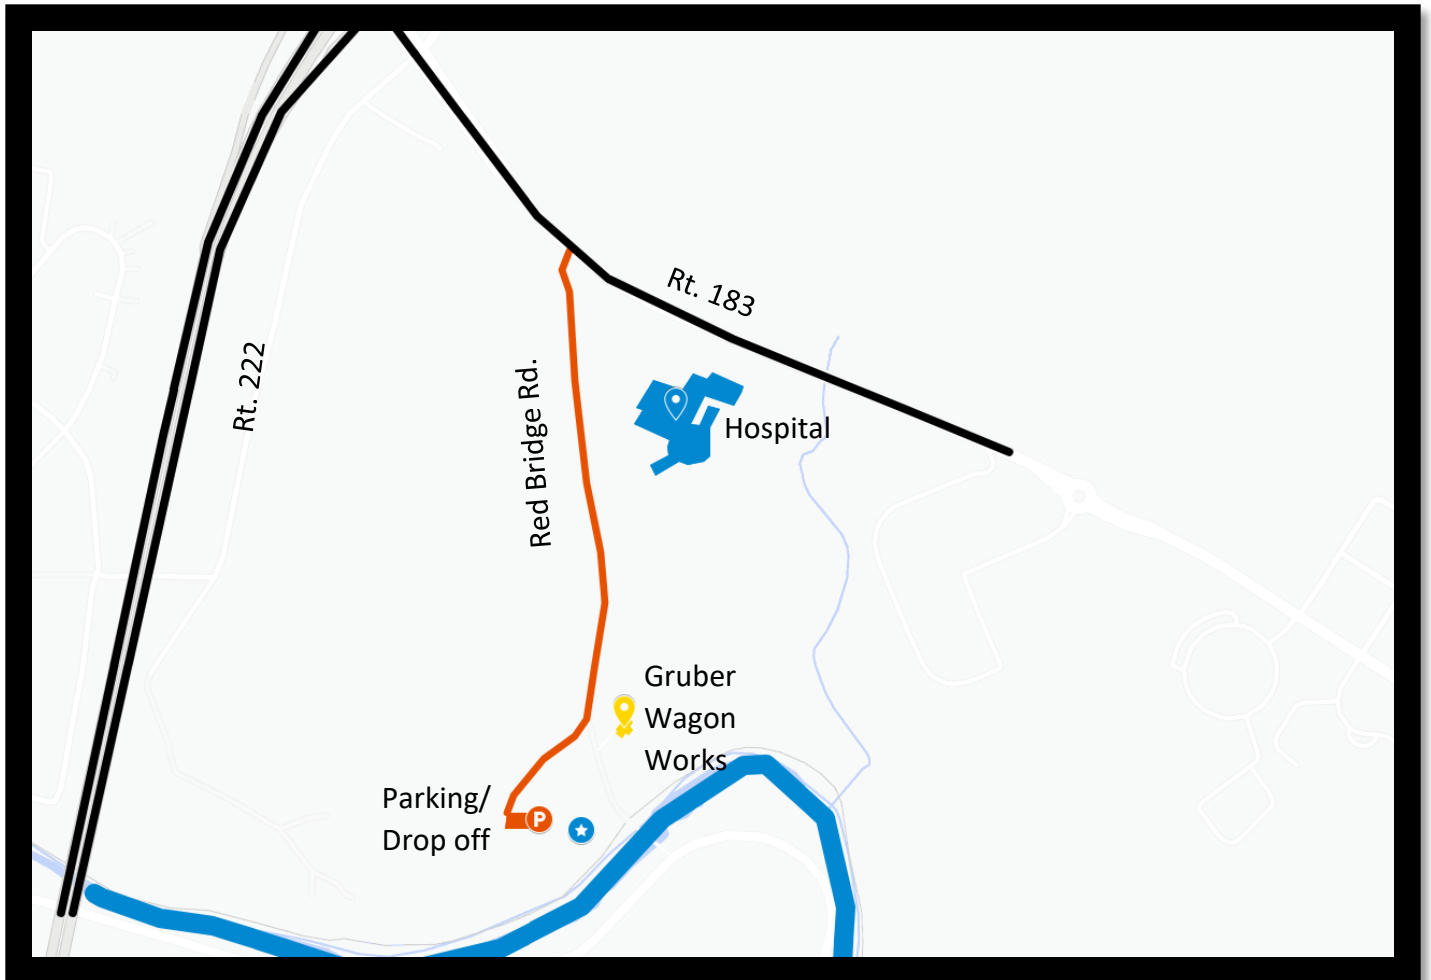 Rt. 183
Rt. 222
Red Bridge Rd.
Hospital
Gruber
Wagon
Works
Parking/
Drop off
P